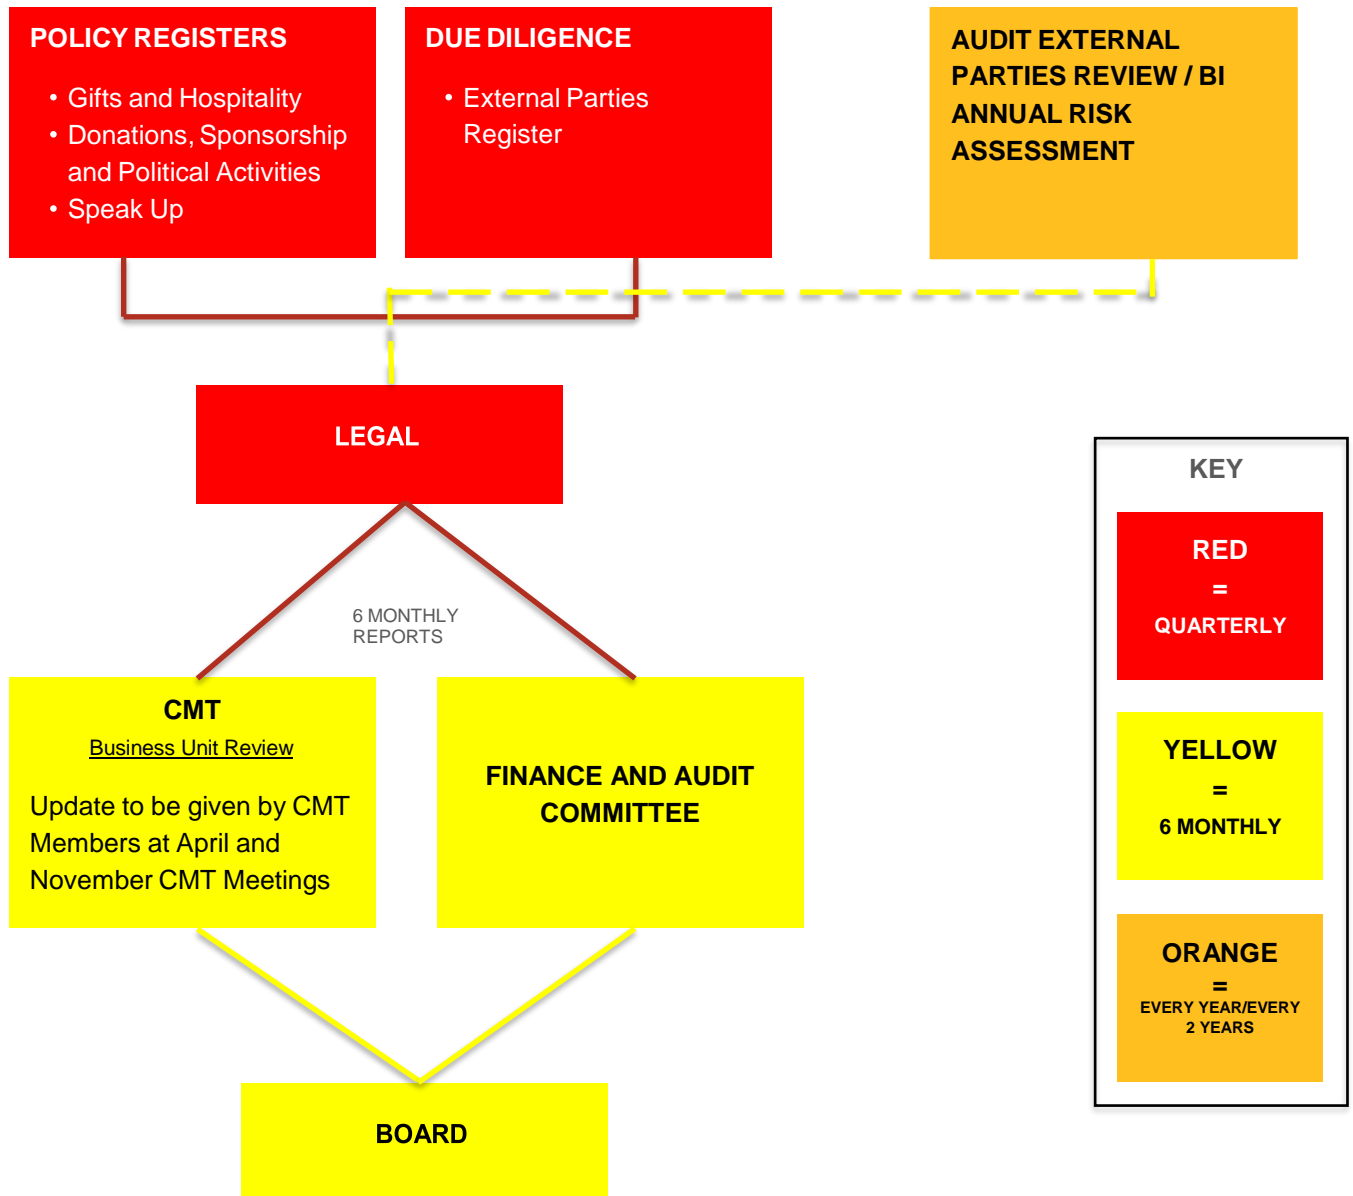 POLICY REGISTERS
• Gifts and Hospitality
• Donations, Sponsorship
and Political Activities
• Speak Up
DUE DILIGENCE
• External Parties
Register
AUDIT EXTERNAL
PARTIES REVIEW / BI
ANNUAL RISK
ASSESSMENT
LEGAL
6 MONTHLY
REPORTS
CMT
Business Unit Review
Update to be given by CMT
Members at April and
November CMT Meetings
FINANCE AND AUDIT
COMMITTEE
BOARD
KEY
RED
=
QUARTERLY
YELLOW
=
6 MONTHLY
ORANGE
=
EVERY YEAR/EVERY
2 YEARS